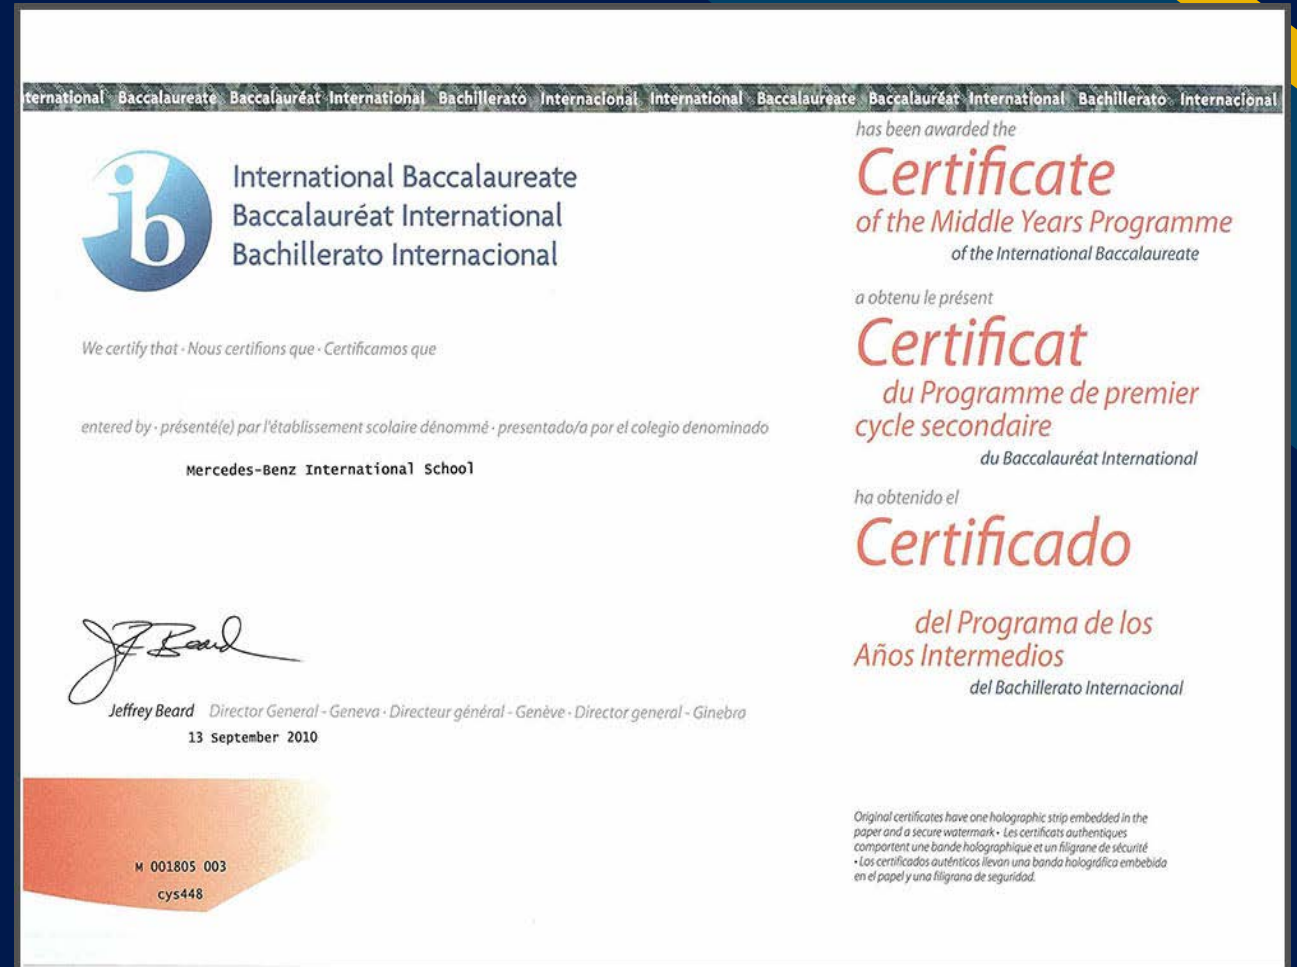 ternational Baccalaureate Baccalauréat International Bachillerato Internacional International Baccalaureate Baccalauréat International Bachillerato Internacional
ib
International Baccalaureate
Baccalauréat International
Bachillerato Internacional
We certify that · Nous certifions que · Certificamos que
entered by · présenté(e) par l'établissement scolaire dénommé · presentado/a por el colegio denominado
Mercedes-Benz International School
J F Beard
Jeffrey Beard Director General - Geneva · Directeur général - Genève · Director general - Ginebra
13 September 2010
M 001805 003
cys448
has been awarded the
Certificate
of the Middle Years Programme
of the International Baccalaureate
a obtenu le présent
Certificat
du Programme de premier
cycle secondaire
du Baccalauréat International
ha obtenido el
Certificado
del Programa de los
Años Intermedios
del Bachillerato Internacional
Original certificates have one holographic strip embedded in the
paper and a secure watermark • Les certificats authentiques
comportent une bande holographique et un filigrane de sécurité
• Los certificados auténticos llevan una banda holográfica embebida
en el papel y una filigrana de seguridad.